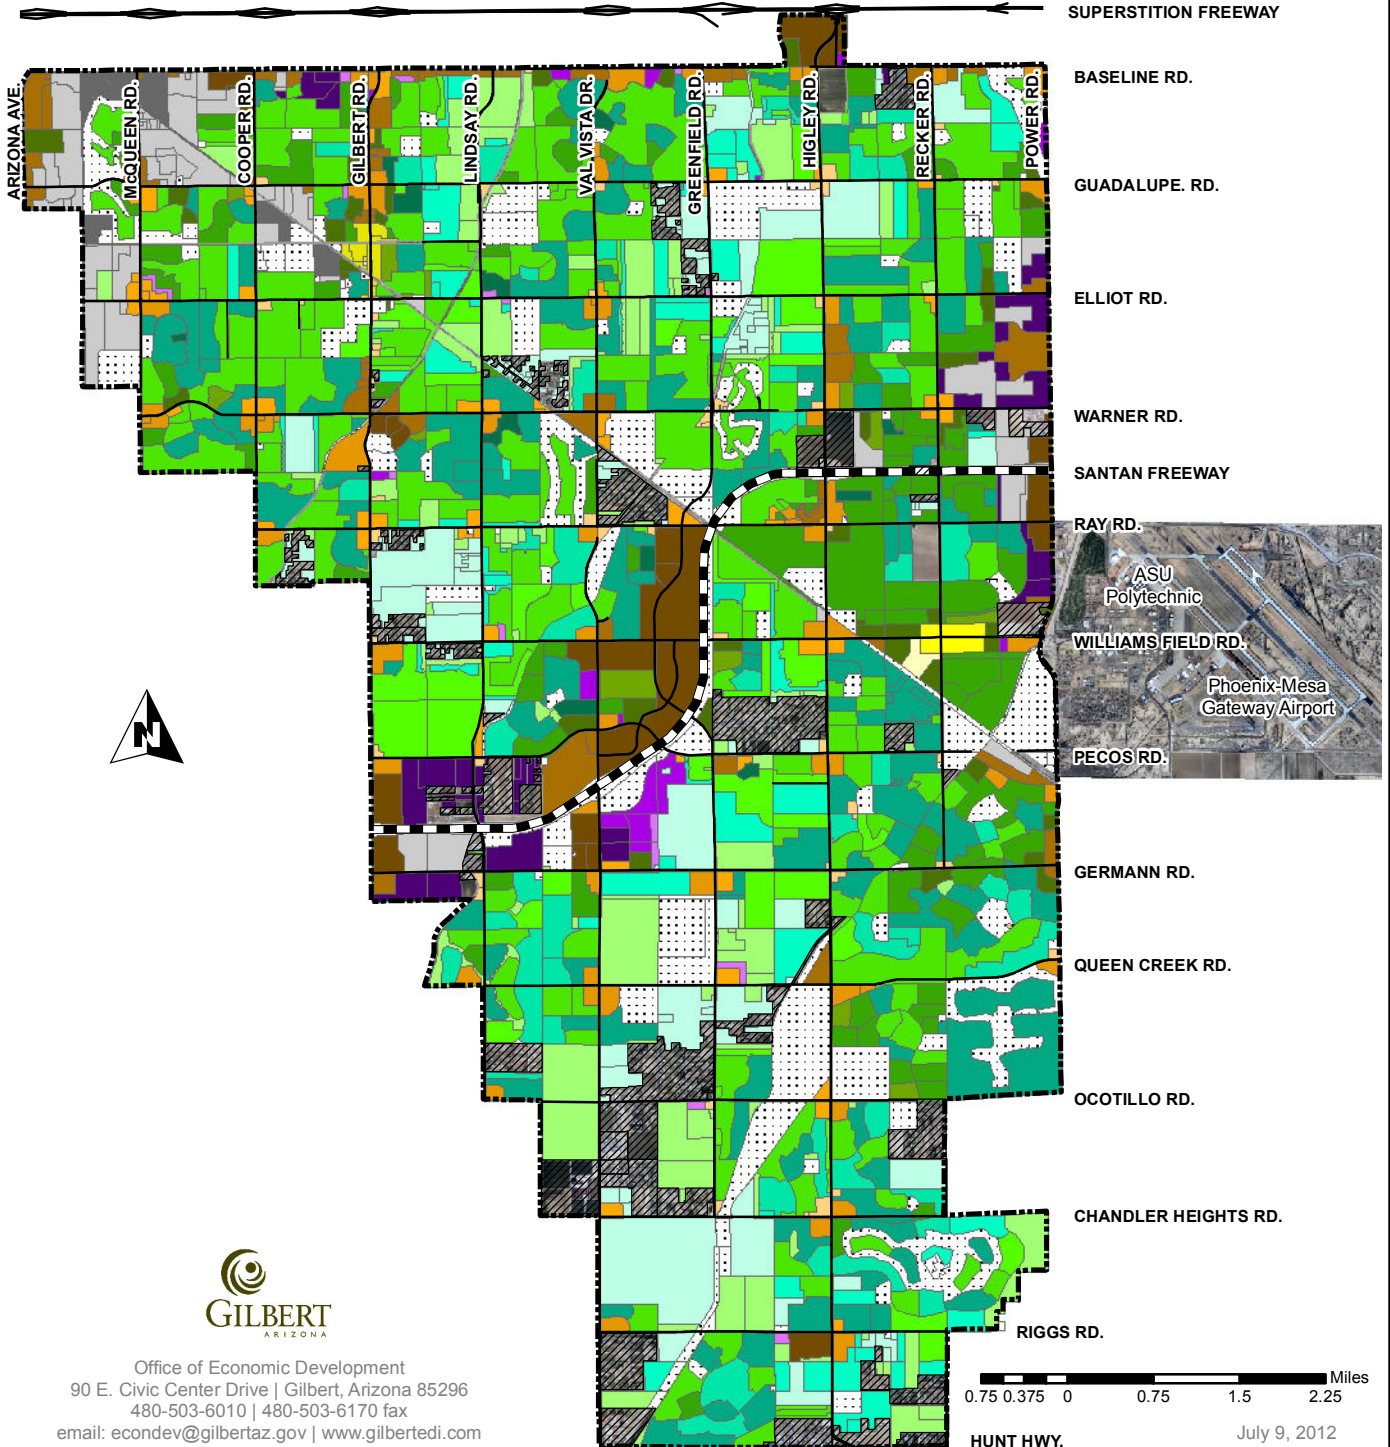 SUPERSTITION FREEWAY
BASELINE RD.
ARIZONA AVE.
McQUEEN RD.
COOPER RD.
GILBERT RD.
LINDSAY RD.
VAL VISTA DR.
GREENFIELD RD.
HIGLEY RD.
RECKER RD.
POWER RD.
GUADALUPE. RD.
ELLIOT RD.
WARNER RD.
SANTAN FREEWAY
RAY RD.
ASU
Polytechnic
WILLIAMS FIELD RD.
Phoenix-Mesa
Gateway Airport
N
PECOS RD.
GERMANN RD.
QUEEN CREEK RD.
OCOTILLO RD.
CHANDLER HEIGHTS RD.
GILBERT
ARIZONA
RIGGS RD.
Office of Economic Development
90 E. Civic Center Drive | Gilbert, Arizona 85296
480-503-6010 | 480-503-6170 fax
email: econdev@gilbertaz.gov | www.gilbertedi.com
Miles
0.75 0.375 0 0.75 1.5 2.25
July 9, 2012
HUNT HWY.